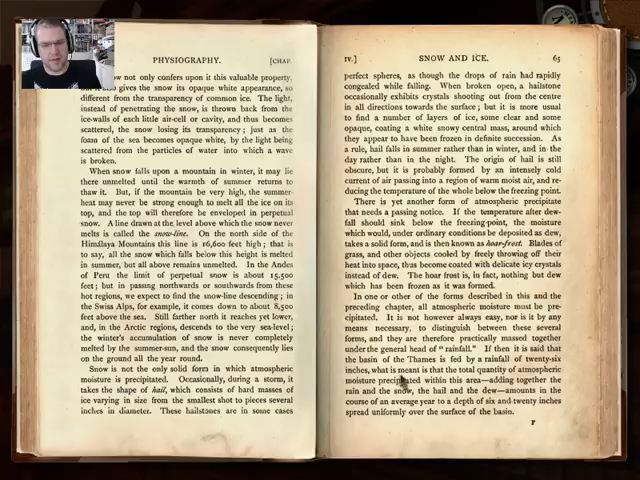 PHYSIOGRAPHY. [CHAP.
now not only confers upon it this valuable property,
but it also gives the snow its opaque white appearance, so
different from the transparency of common ice. The light,
instead of penetrating the snow, is thrown back from the
ice-walls of each little air-cell or cavity, and thus becomes
scattered, the snow losing its transparency; just as the
foam of the sea becomes opaque white, by the light being
scattered from the particles of water into which a wave
is broken.
When snow falls upon a mountain in winter, it may lie
there unmelted until the warmth of summer returns to
thaw it. But, if the mountain be very high, the summer-
heat may never be strong enough to melt all the ice on its
top, and the top will therefore be enveloped in perpetual
snow. A line drawn at the level above which the snow never
melts is called the snow-line. On the north side of the
Himálaya Mountains this line is 16,600 feet high; that is
to say, all the snow which falls below this height is melted
in summer, but all above remains unmelted. In the Andes
of Peru the limit of perpetual snow is about 15,500
feet; but in passing northwards or southwards from these
hot regions, we expect to find the snow-line descending; in
the Swiss Alps, for example, it comes down to about 8,500
feet above the sea. Still farther north it reaches yet lower,
and, in the Arctic regions, descends to the very sea-level;
the winter's accumulation of snow is never completely
melted by the summer-sun, and the snow consequently lies
on the ground all the year round.
Snow is not the only solid form in which atmospheric
moisture is precipitated. Occasionally, during a storm, it
takes the shape of hail, which consists of hard masses of
ice varying in size from the smallest shot to pieces several
inches in diameter. These hailstones are in some cases
IV.] SNOW AND ICE. 65
perfect spheres, as though the drops of rain had rapidly
congealed while falling. When broken open, a hailstone
occasionally exhibits crystals shooting out from the centre
in all directions towards the surface; but it is more usual
to find a number of layers of ice, some clear and some
opaque, coating a white snowy central mass, around which
they appear to have been frozen in definite succession. As
a rule, hail falls in summer rather than in winter, and in the
day rather than in the night. The origin of hail is still
obscure, but it is probably formed by an intensely cold
current of air passing into a region of warm moist air, and re-
ducing the temperature of the whole below the freezing point.
There is yet another form of atmospheric precipitate
that needs a passing notice. If the temperature after dew-
fall should sink below the freezing-point, the moisture
which would, under ordinary conditions be deposited as dew,
takes a solid form, and is then known as hoar-frost. Blades of
grass, and other objects cooled by freely throwing off their
heat into space, thus become coated with delicate icy crystals
instead of dew. The hoar frost is, in fact, nothing but dew
which has been frozen as it was formed.
In one or other of the forms described in this and the
preceding chapter, all atmospheric moisture must be pre-
cipitated. It is not however always easy, nor is it by any
means necessary, to distinguish between these several
forms, and they are therefore practically massed together
under the general head of "rainfall." If then it is said that
the basin of the Thames is fed by a rainfall of twenty-six
inches, what is meant is that the total quantity of atmospheric
moisture precipitated within this area—adding together the
rain and the snow, the hail and the dew—amounts in the
course of an average year to a depth of six and twenty inches
spread uniformly over the surface of the basin.
F